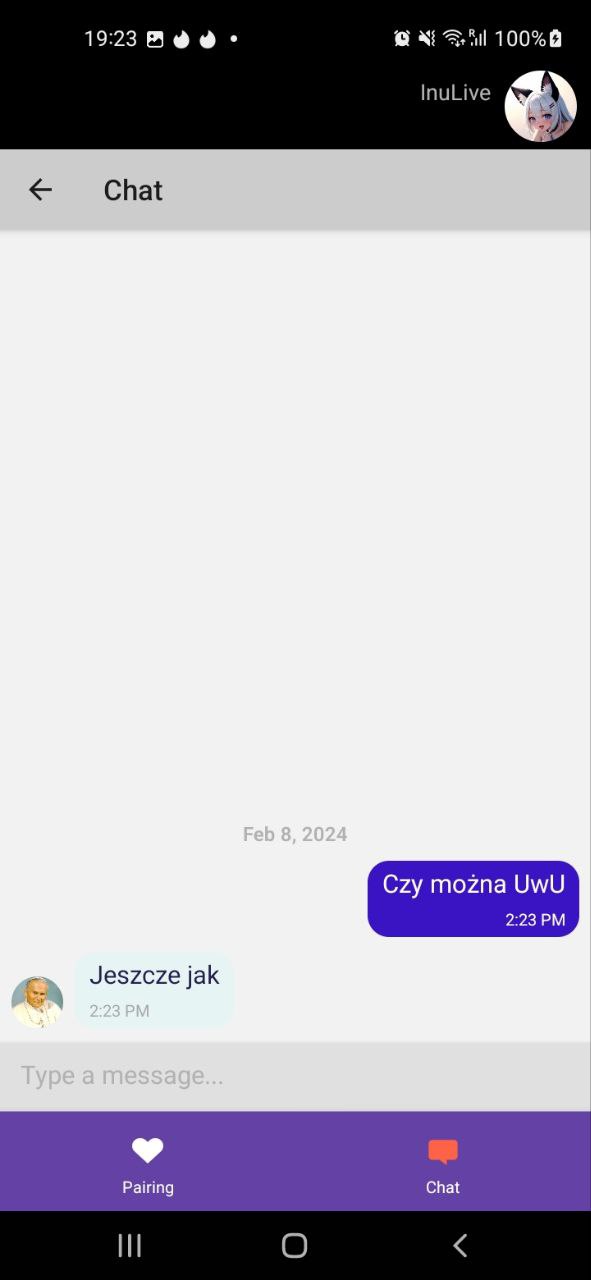 19:23
R
100%
InuLive
Chat
Feb 8, 2024
Czy można UwU
2:23 PM
Jeszcze jak
2:23 PM
Type a message...
Pairing
Chat